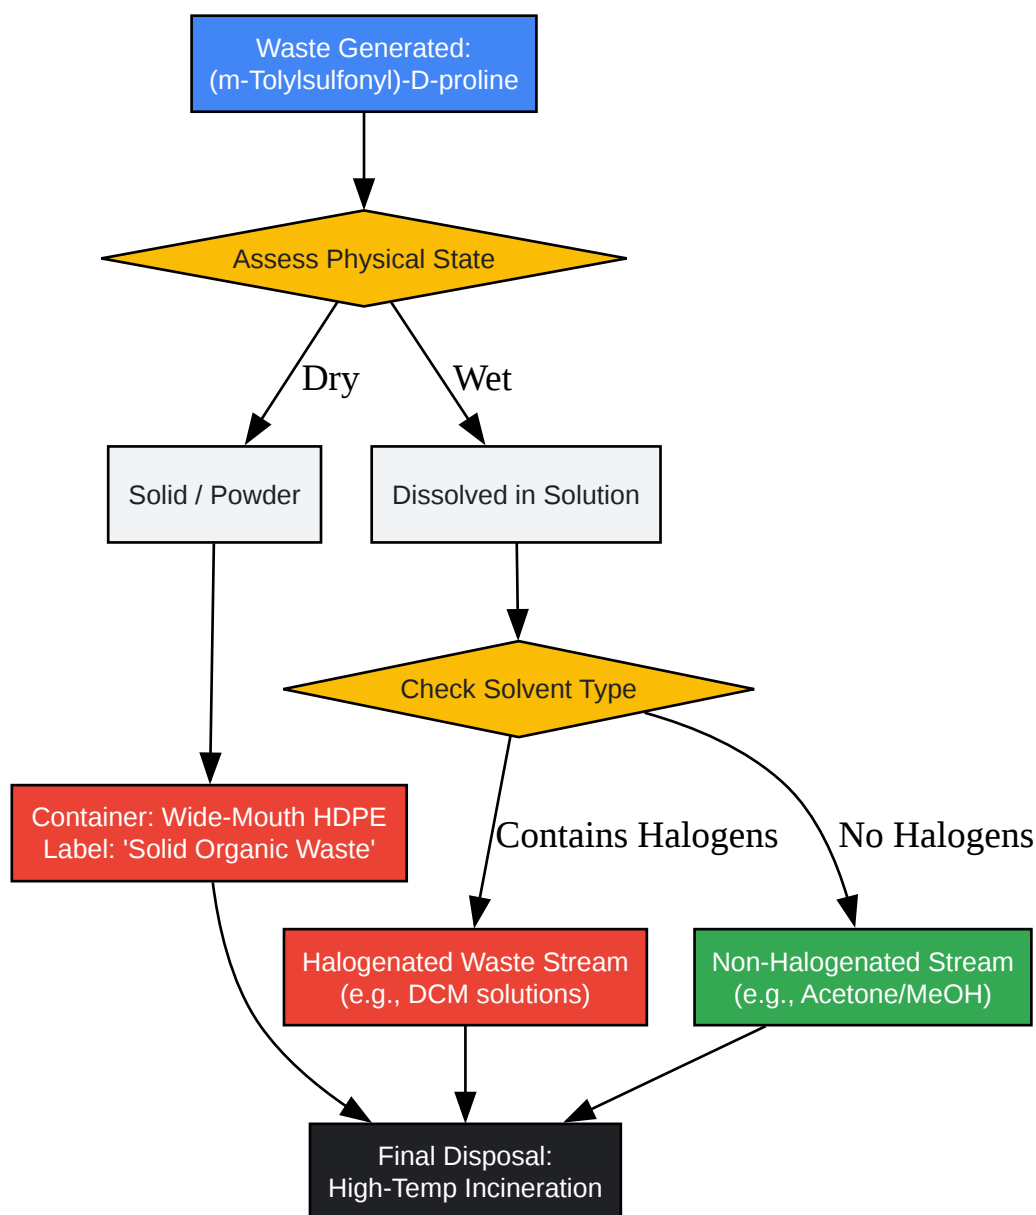 Waste Generated:
(m-Tolylsulfonyl)-D-proline
Assess Physical State
Dry
Wet
Solid / Powder
Dissolved in Solution
Check Solvent Type
Container: Wide-Mouth HDPE
Label: 'Solid Organic Waste'
Contains Halogens
No Halogens
Halogenated Waste Stream
(e.g., DCM solutions)
Non-Halogenated Stream
(e.g., Acetone/MeOH)
Final Disposal:
High-Temp Incineration